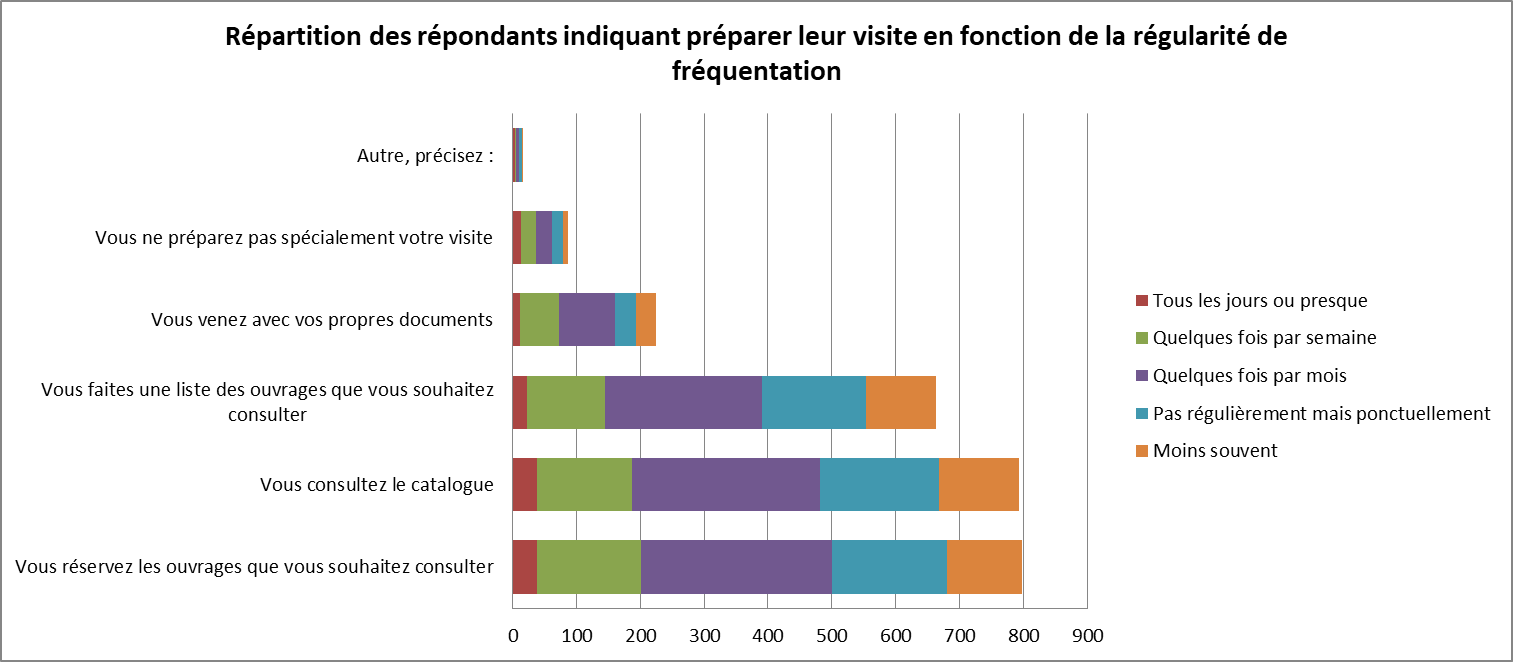 Répartition des répondants indiquant préparer leur visite en fonction de la régularité de
fréquentation
Autre, précisez :
Vous ne préparez pas spécialement votre visite
Vous venez avec vos propres documents
Vous faites une liste des ouvrages que vous souhaitez
consulter
Vous consultez le catalogue
Vous réservez les ouvrages que vous souhaitez consulter
0 100 200 300 400 500 600 700 800 900
Tous les jours ou presque
Quelques fois par semaine
Quelques fois par mois
Pas régulièrement mais ponctuellement
Moins souvent